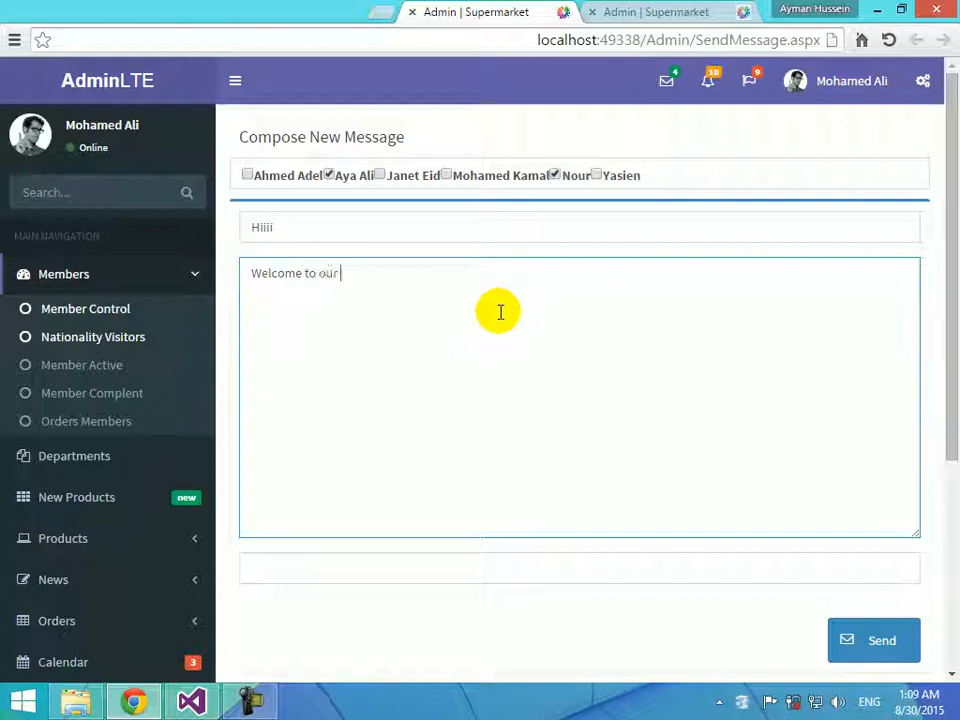 Admin | Supermarket
Admin | Supermarket
Ayman Hussein
localhost:49338/Admin/SendMessage.aspx
AdminLTE
4
10
9
Mohamed Ali
Mohamed Ali
Online
Search...
MAIN NAVIGATION
Members
Member Control
Nationality Visitors
Member Active
Member Complent
Orders Members
Departments
New Products
new
Products
News
Orders
Calendar
3
Compose New Message
Ahmed Adel Aya Ali Janet Eid Mohamed Kamal Nour Yasien
Hiiii
Welcome to our
Send
ENG
1:09 AM
8/30/2015